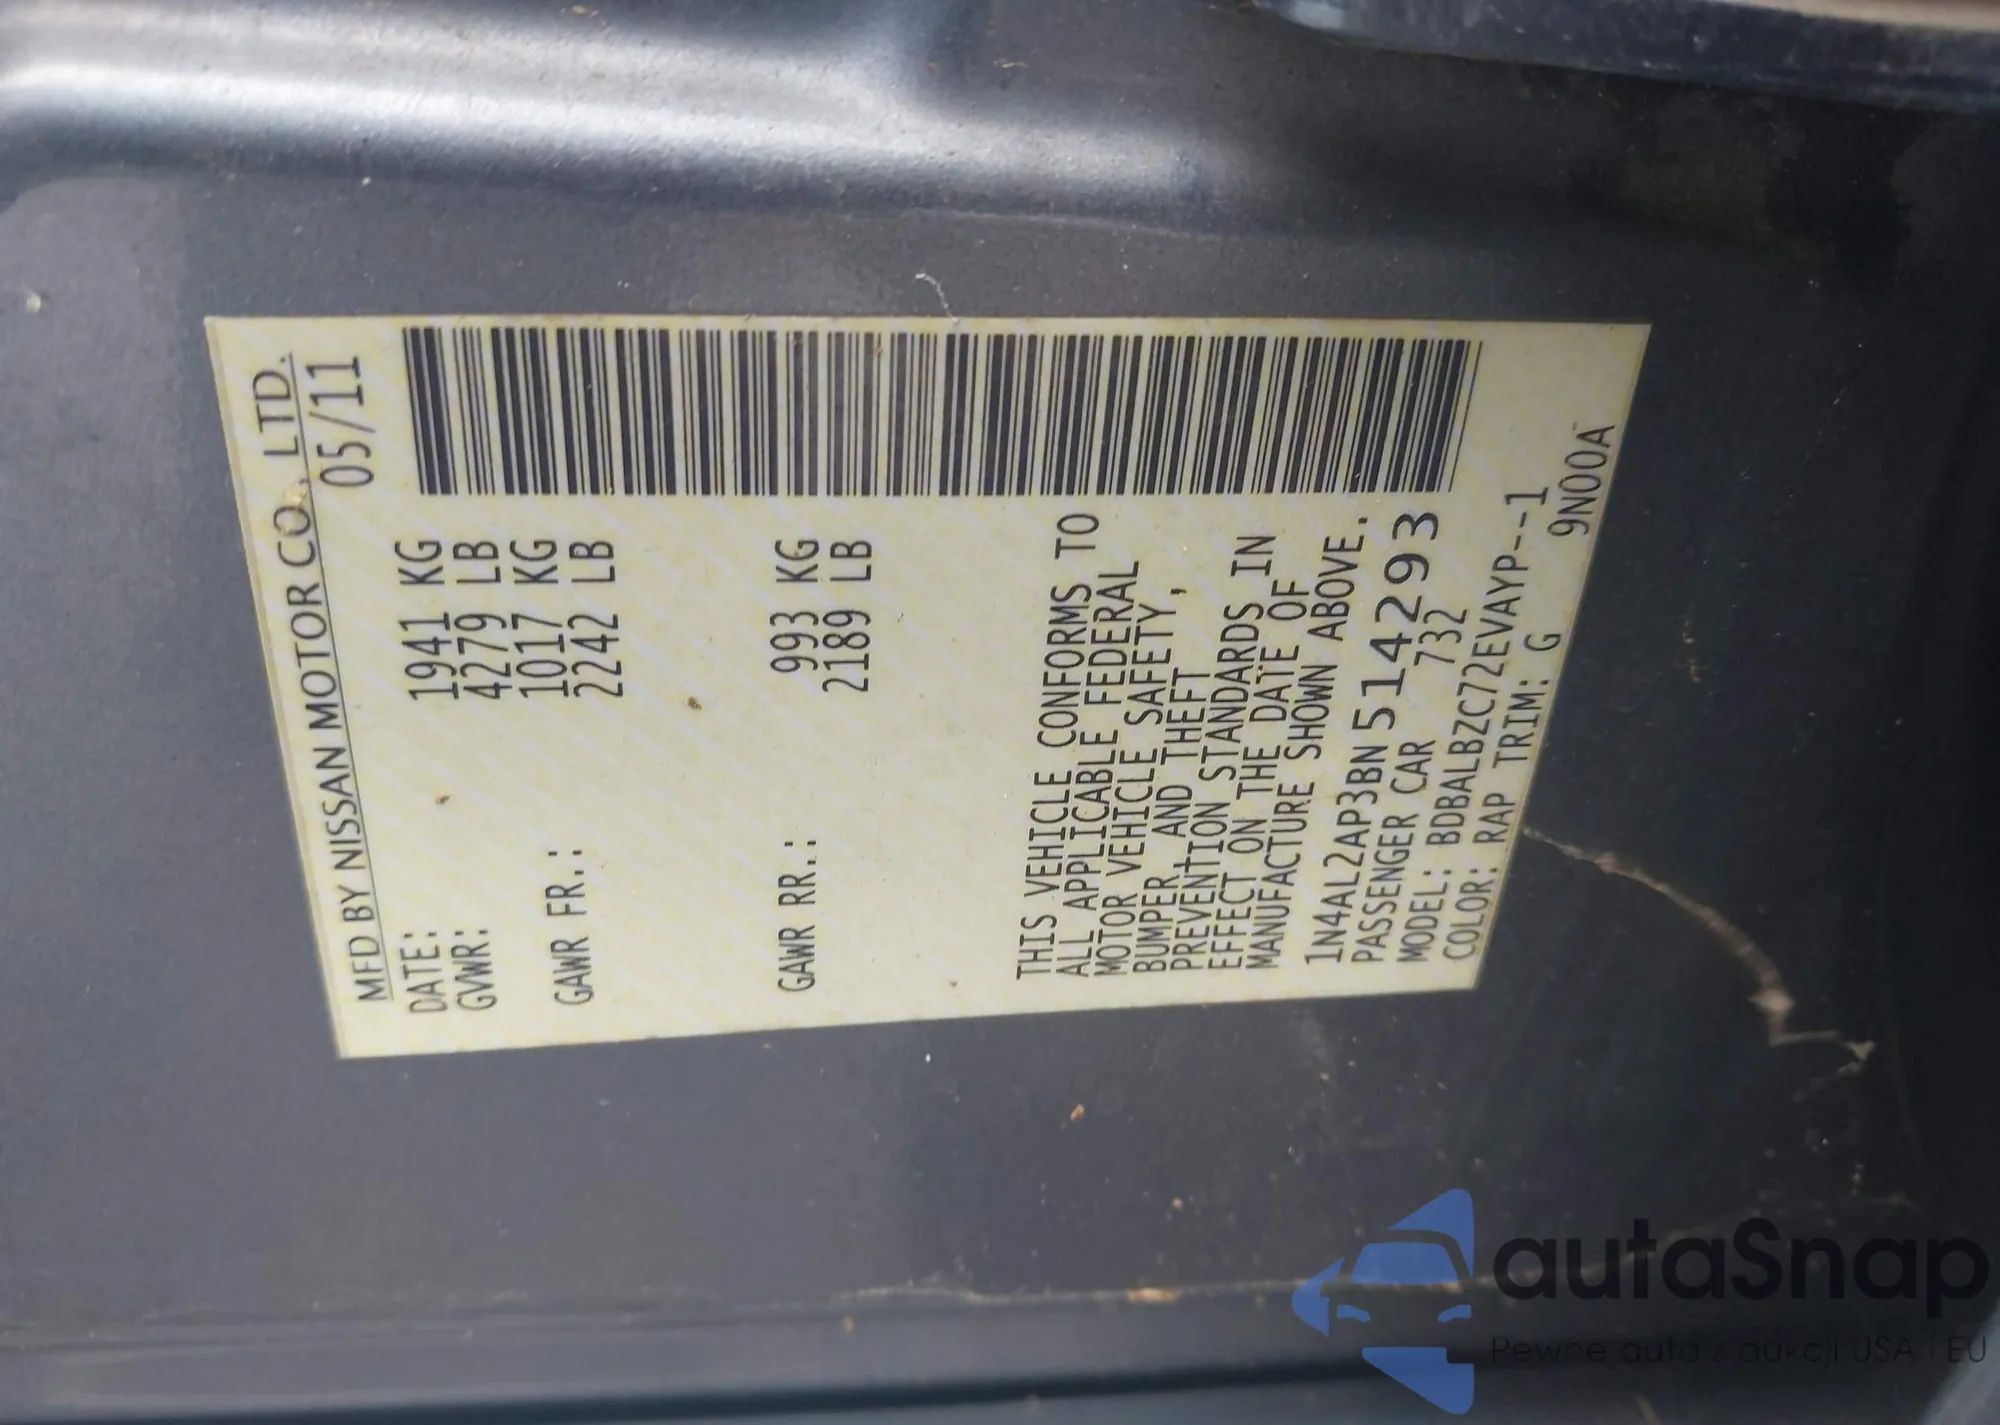 MFD BY NISSAN MOTOR CO., LTD.
DATE: 05/11
GVWR: 1941 KG
4279 LB
GAWR FR.: 1017 KG
2242 LB
GAWR RR.: 993 KG
2189 LB
THIS VEHICLE CONFORMS TO
ALL APPLICABLE FEDERAL
MOTOR VEHICLE SAFETY,
BUMPER, AND THEFT
PREVENTION STANDARDS IN
EFFECT ON THE DATE OF
MANUFACTURE SHOWN ABOVE.
1N4AL2AP3BN514293
PASSENGER CAR 732
MODEL: BDBALBZC72EVAYP--1
COLOR: RAP TRIM: G 9N00A
autaSnap
Pewne auta z aukcji USA i EU